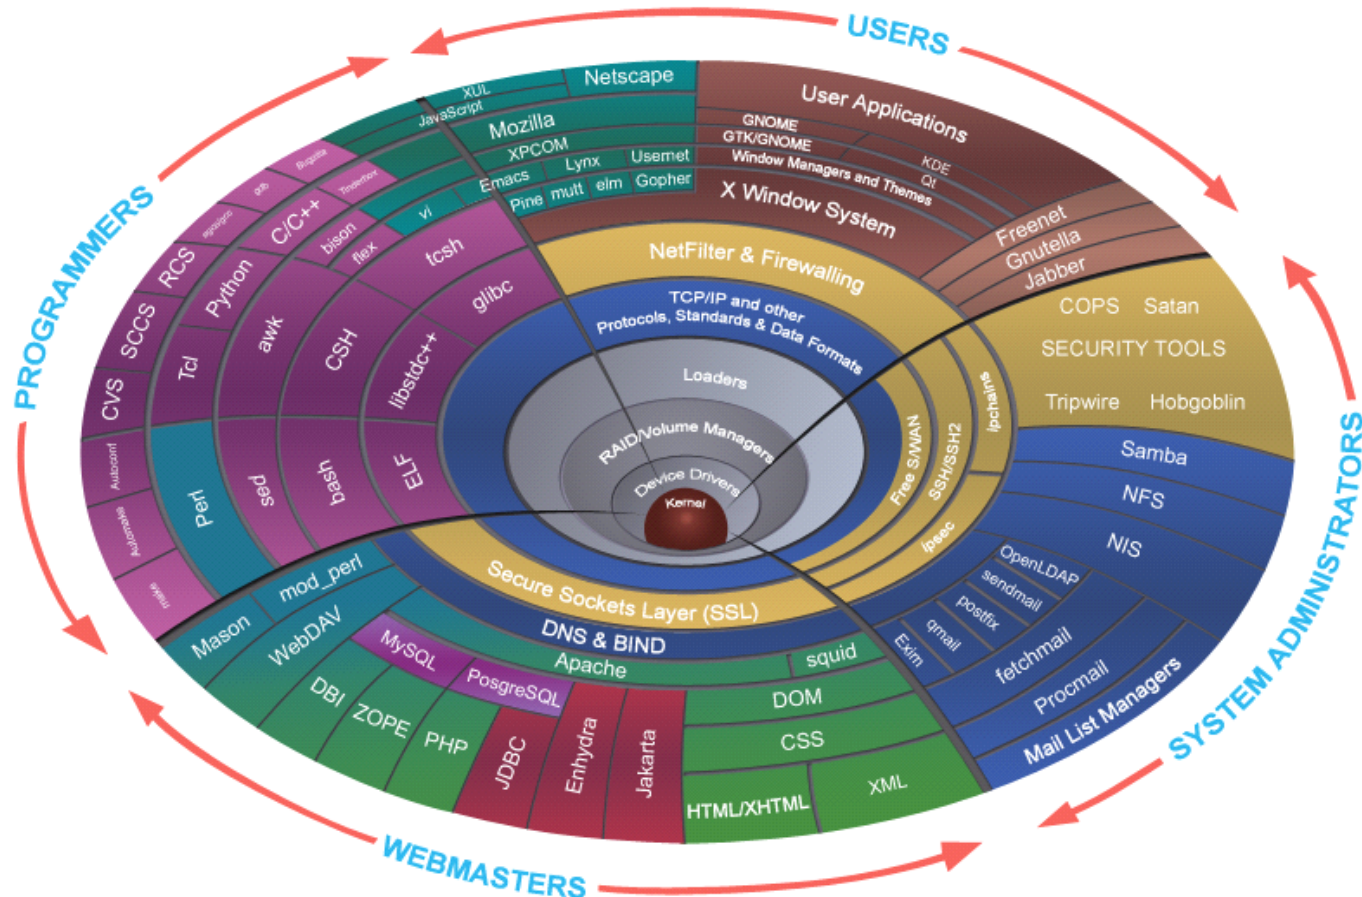 USERS
XUL
Netscape
JavaScript
Mozilla
XPCOM
Emacs
Lynx
Usernet
vi
Pine
mutt
elm
Gopher
User Applications
GNOME
KDE
GTK/GNOME
Qt
Window Managers and Themes
X Window System
Freenet
Gnutella
Jabber
PROGRAMMERS
Bugzilla
gdb
Tinderbox
C/C++
RCS
SCCS
CVS
Autoconf
Automake
make
Python
Tcl
Perl
bison
flex
awk
sed
tcsh
CSH
bash
glibc
libstdc++
ELF
NetFilter & Firewalling
TCP/IP and other
Protocols, Standards & Data Formats
Loaders
RAID/Volume Managers
Device Drivers
Kernel
Free S/WAN
SSH/SSH2
ipchains
ipsec
Secure Sockets Layer (SSL)
DNS & BIND
SYSTEM ADMINISTRATORS
COPS
Satan
SECURITY TOOLS
Tripwire
Hobgoblin
Samba
NFS
NIS
OpenLDAP
sendmail
postfix
qmail
Exim
fetchmail
Procmail
Mail List Managers
WEBMASTERS
Mason
mod_perl
WebDAV
Apache
squid
MySQL
PosgreSQL
DBI
ZOPE
PHP
JDBC
Enhydra
Jakarta
DOM
CSS
HTML/XHTML
XML